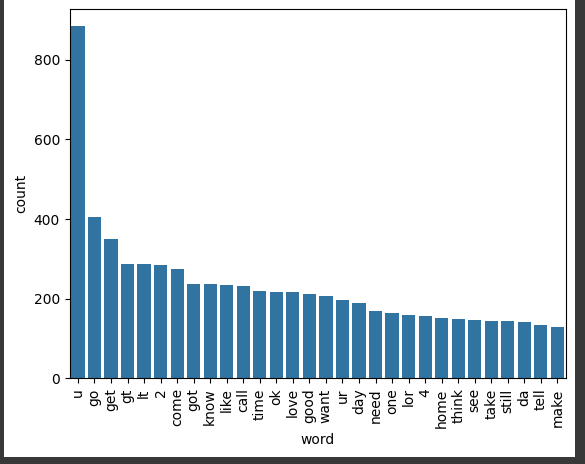 800
600
400
200
0
count
u go get gt lt 2 come got know like call time ok love good want ur day need one lor 4 home think see take still da tell make
word